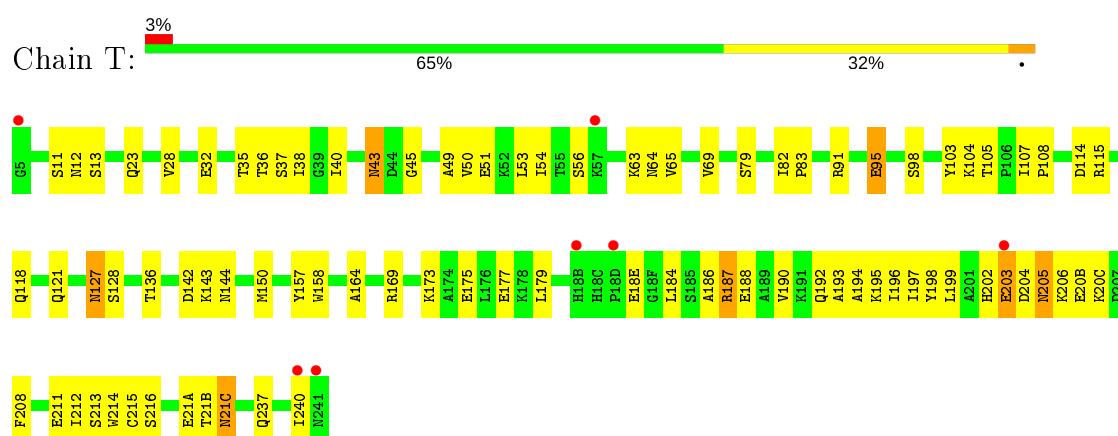 3%
Chain T:
65% 32% •
G5 S11 N12 S13 Q23 V28 E32 T35 T36 S37 I38 G39 I40 N43 D44 G45 A49 V50 E51 K52 L53 I54 T55 S56 K57 K63 N64 V65 V69 S79 I82 P83 R91 E95 S98 Y103 K104 T105 P106 I107 P108 D114 R115
Q118 Q121 N127 S128 T136 D142 K143 N144 M150 Y157 W158 A164 R169 K173 A174 E175 L176 E177 K178 L179 H18B H18C P18D E18E G18F L184 S185 A186 R187 E188 A189 V190 K191 Q192 A193 A194 K195 I196 I197 Y198 L199 A201 H202 E203 D204 N205 K206 E20B K20C
F208 E211 I212 S213 W214 C215 S216 E21A T21B N21C Q237 I240 N241